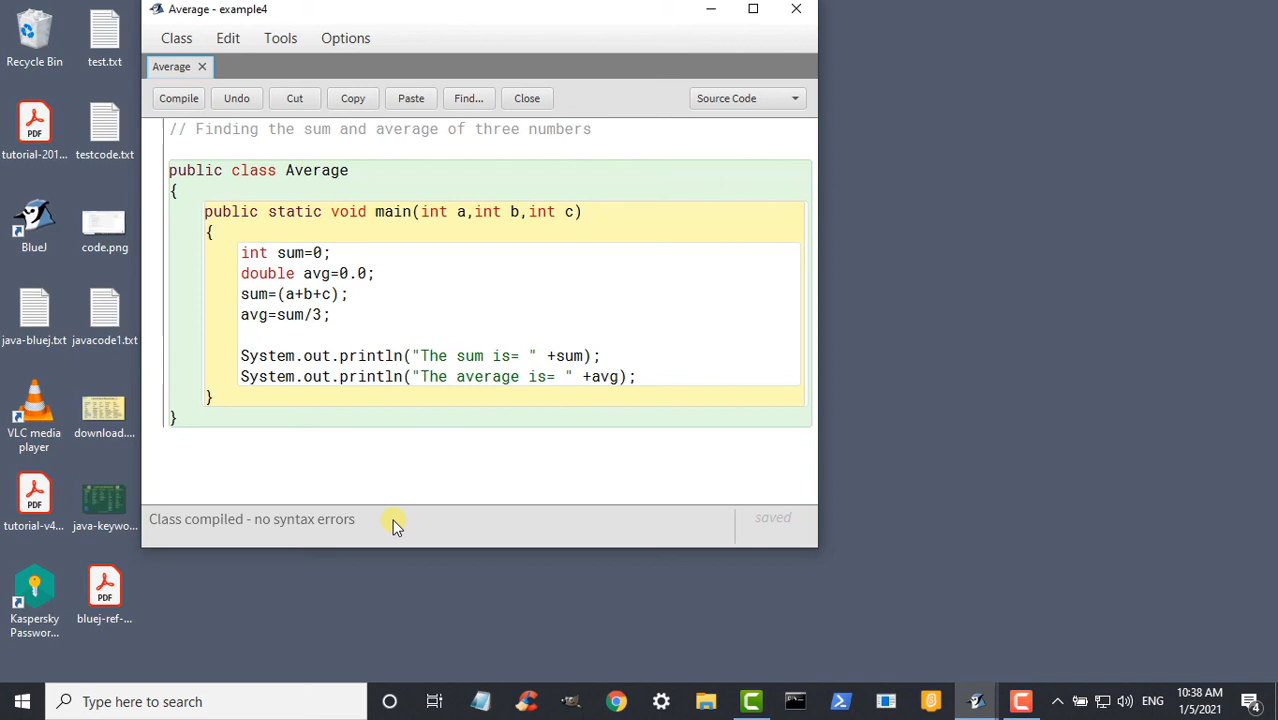 Average - example4
Class Edit Tools Options
Average
Compile Undo Cut Copy Paste Find... Close Source Code
// Finding the sum and average of three numbers
public class Average
{
public static void main(int a,int b,int c)
{
int sum=0;
double avg=0.0;
sum=(a+b+c);
avg=sum/3;
System.out.println("The sum is= " +sum);
System.out.println("The average is= " +avg);
}
}
Class compiled - no syntax errors
saved
Recycle Bin
test.txt
PDF
tutorial-201...
testcode.txt
BlueJ
code.png
java-bluej.txt
javacode1.txt
VLC media
player
download....
PDF
tutorial-v4...
java-keywo...
Kaspersky
Passwor...
PDF
bluej-ref-...
Type here to search
ENG
10:38 AM
1/5/2021
4